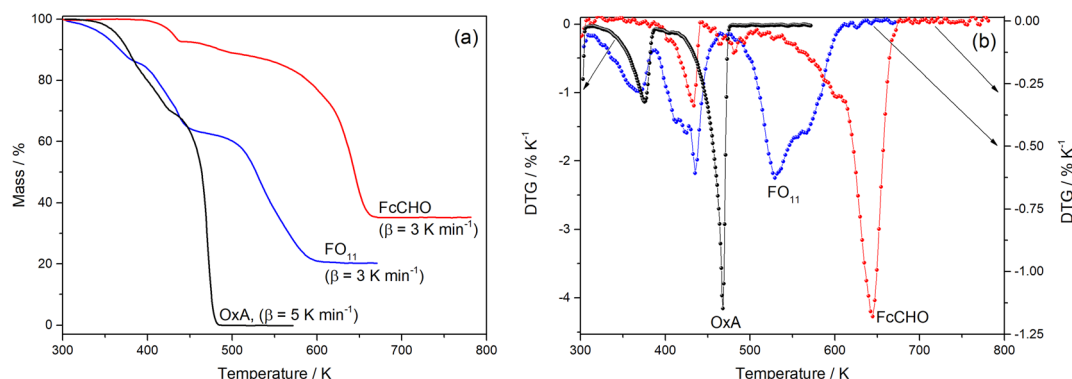 100
80
60
40
20
0
Mass / %
(a)
FcCHO
(β = 3 K min⁻¹)
FO₁₁
(β = 3 K min⁻¹)
OxA, (β = 5 K min⁻¹)
300 400 500 600 700 800
Temperature / K
0
-1
-2
-3
-4
DTG / % K⁻¹
(b)
FO₁₁
OxA
FcCHO
300 400 500 600 700 800
Temperature / K
0.00
-0.25
-0.50
-0.75
-1.00
-1.25
DTG / % K⁻¹